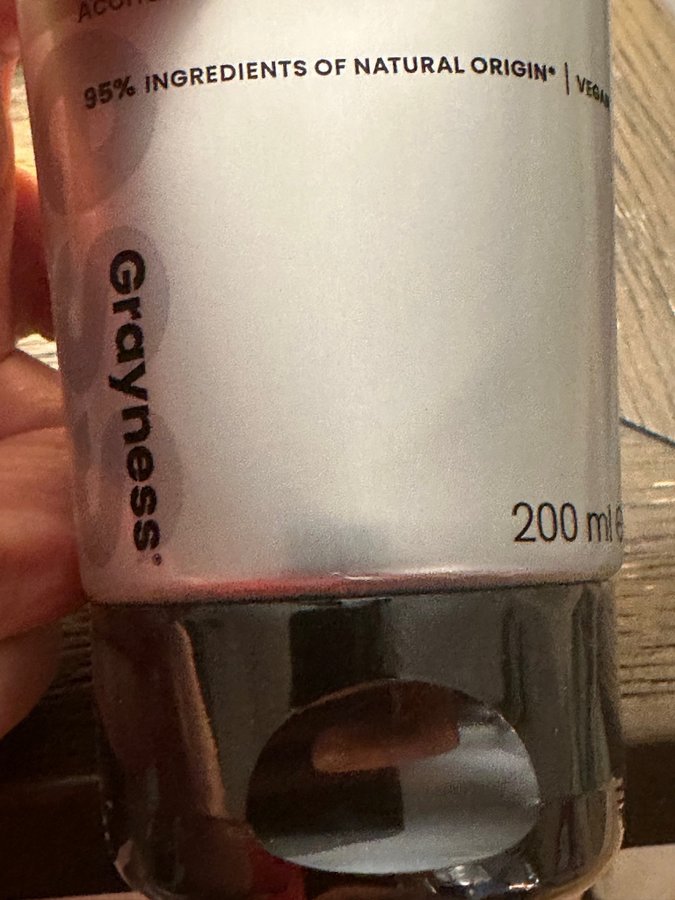 95% INGREDIENTS OF NATURAL ORIGIN* | VEGAN
Grayness®
200 ml e